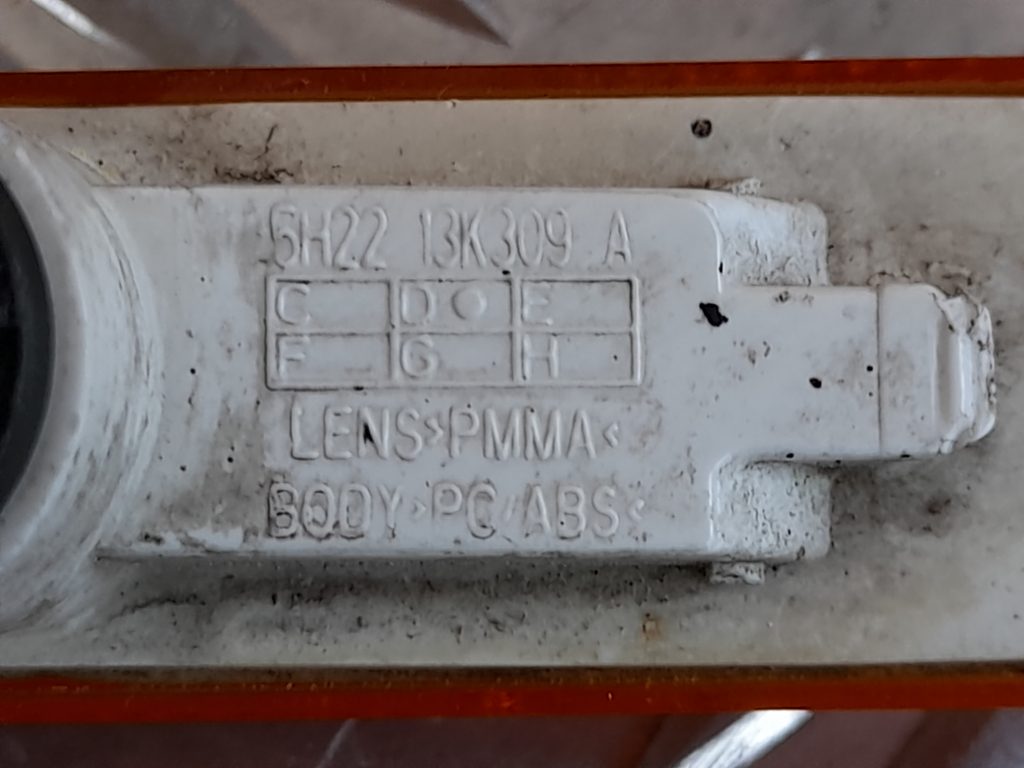 6H22 13K309 A
C D E
F G H
LENS>PMMA<
BODY>PC/ABS<